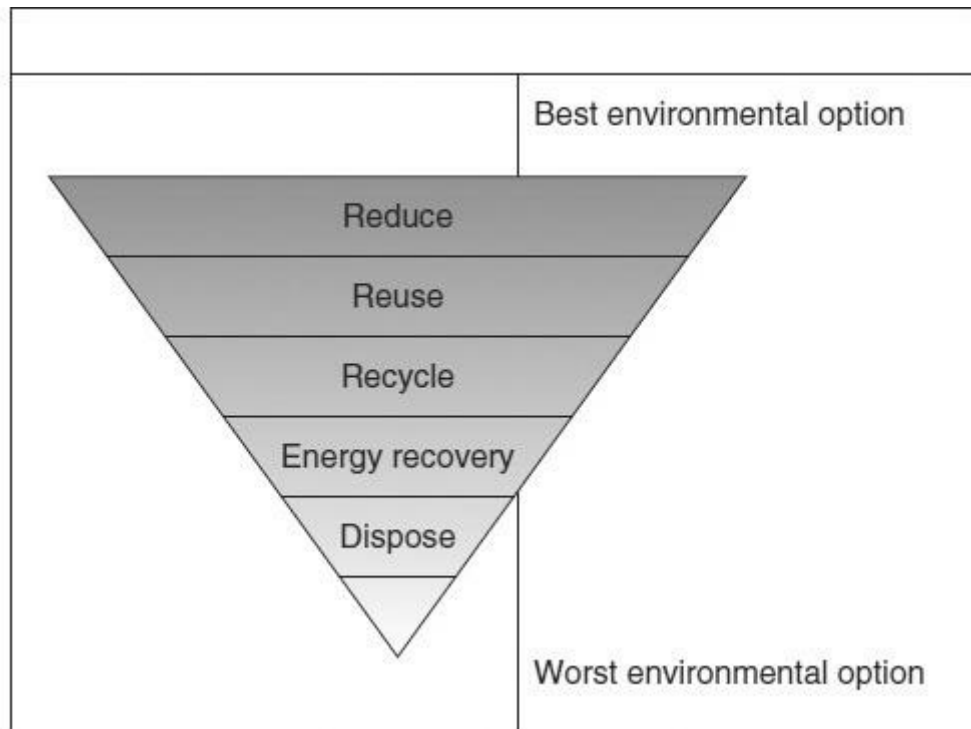 Best environmental option
Reduce
Reuse
Recycle
Energy recovery
Dispose
Worst environmental option